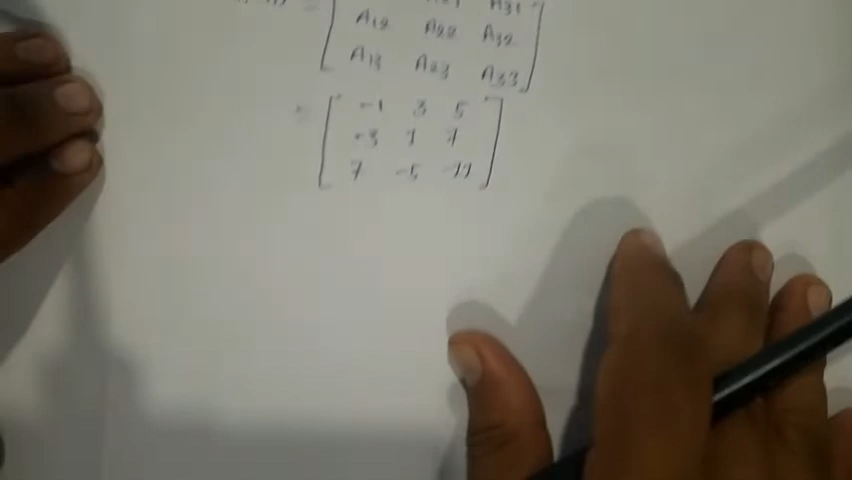 =
A12 A22 A32
A13 A23 A33
= -1 3 5
-3 1 7
7 -5 -11